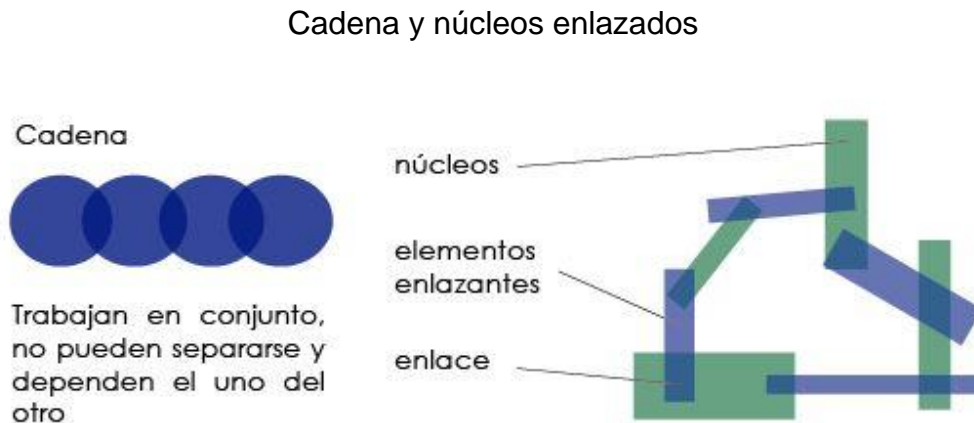 Cadena y núcleos enlazados
Cadena
Trabajan en conjunto,
no pueden separarse y
dependen el uno del
otro
núcleos
elementos
enlazantes
enlace